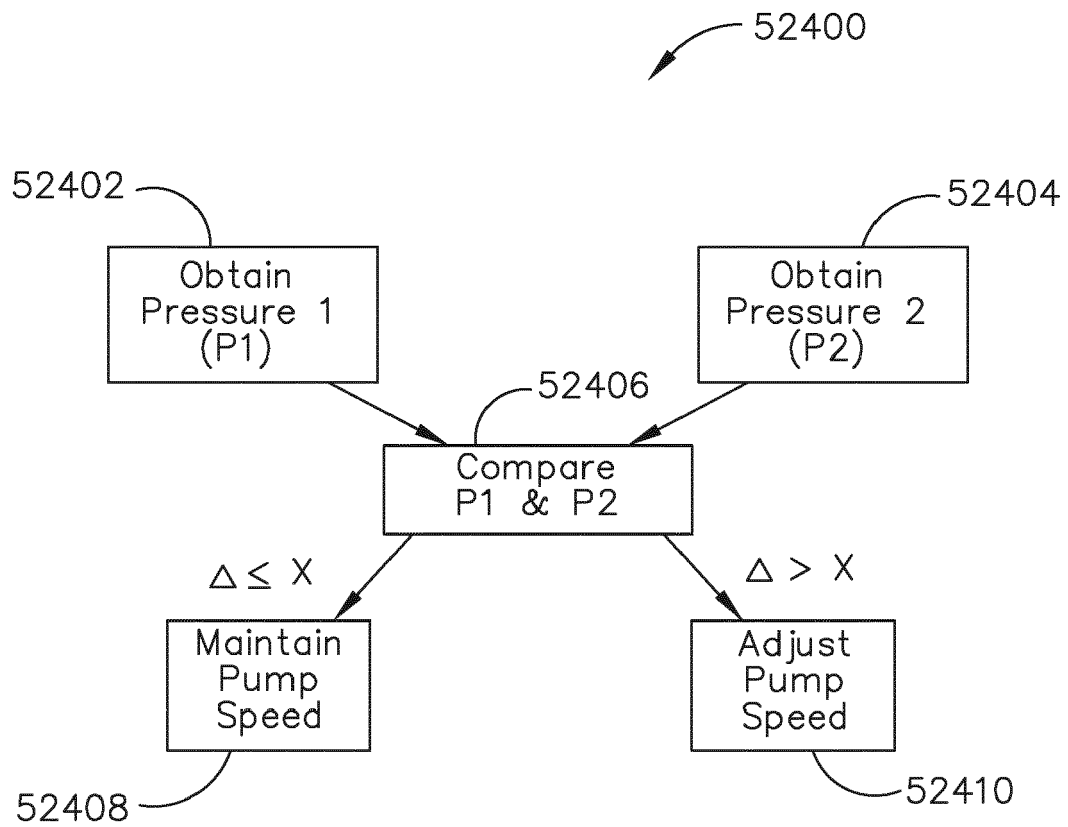 52400
52402
52404
Obtain
Pressure 1
(P1)
Obtain
Pressure 2
(P2)
52406
Compare
P1 & P2
Δ ≤ X
Δ > X
Maintain
Pump
Speed
Adjust
Pump
Speed
52408
52410